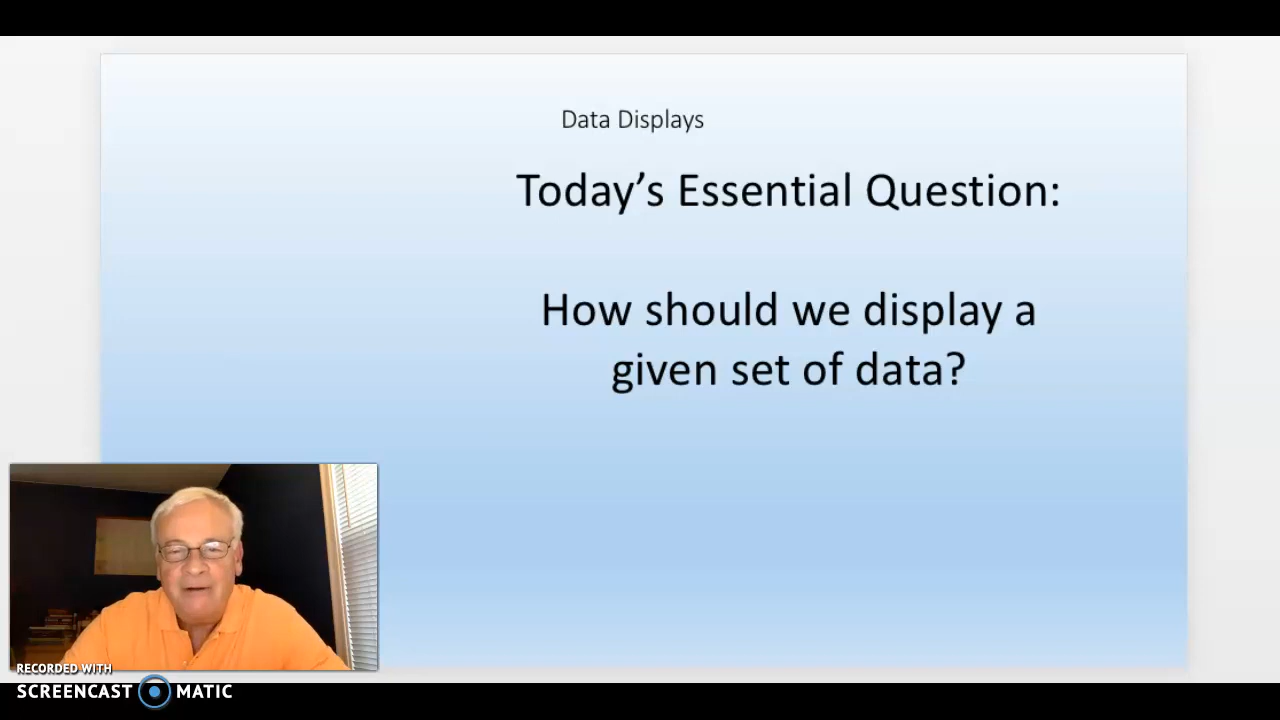 Data Displays
Today’s Essential Question:
How should we display a
given set of data?
RECORDED WITH
SCREENCAST MATIC